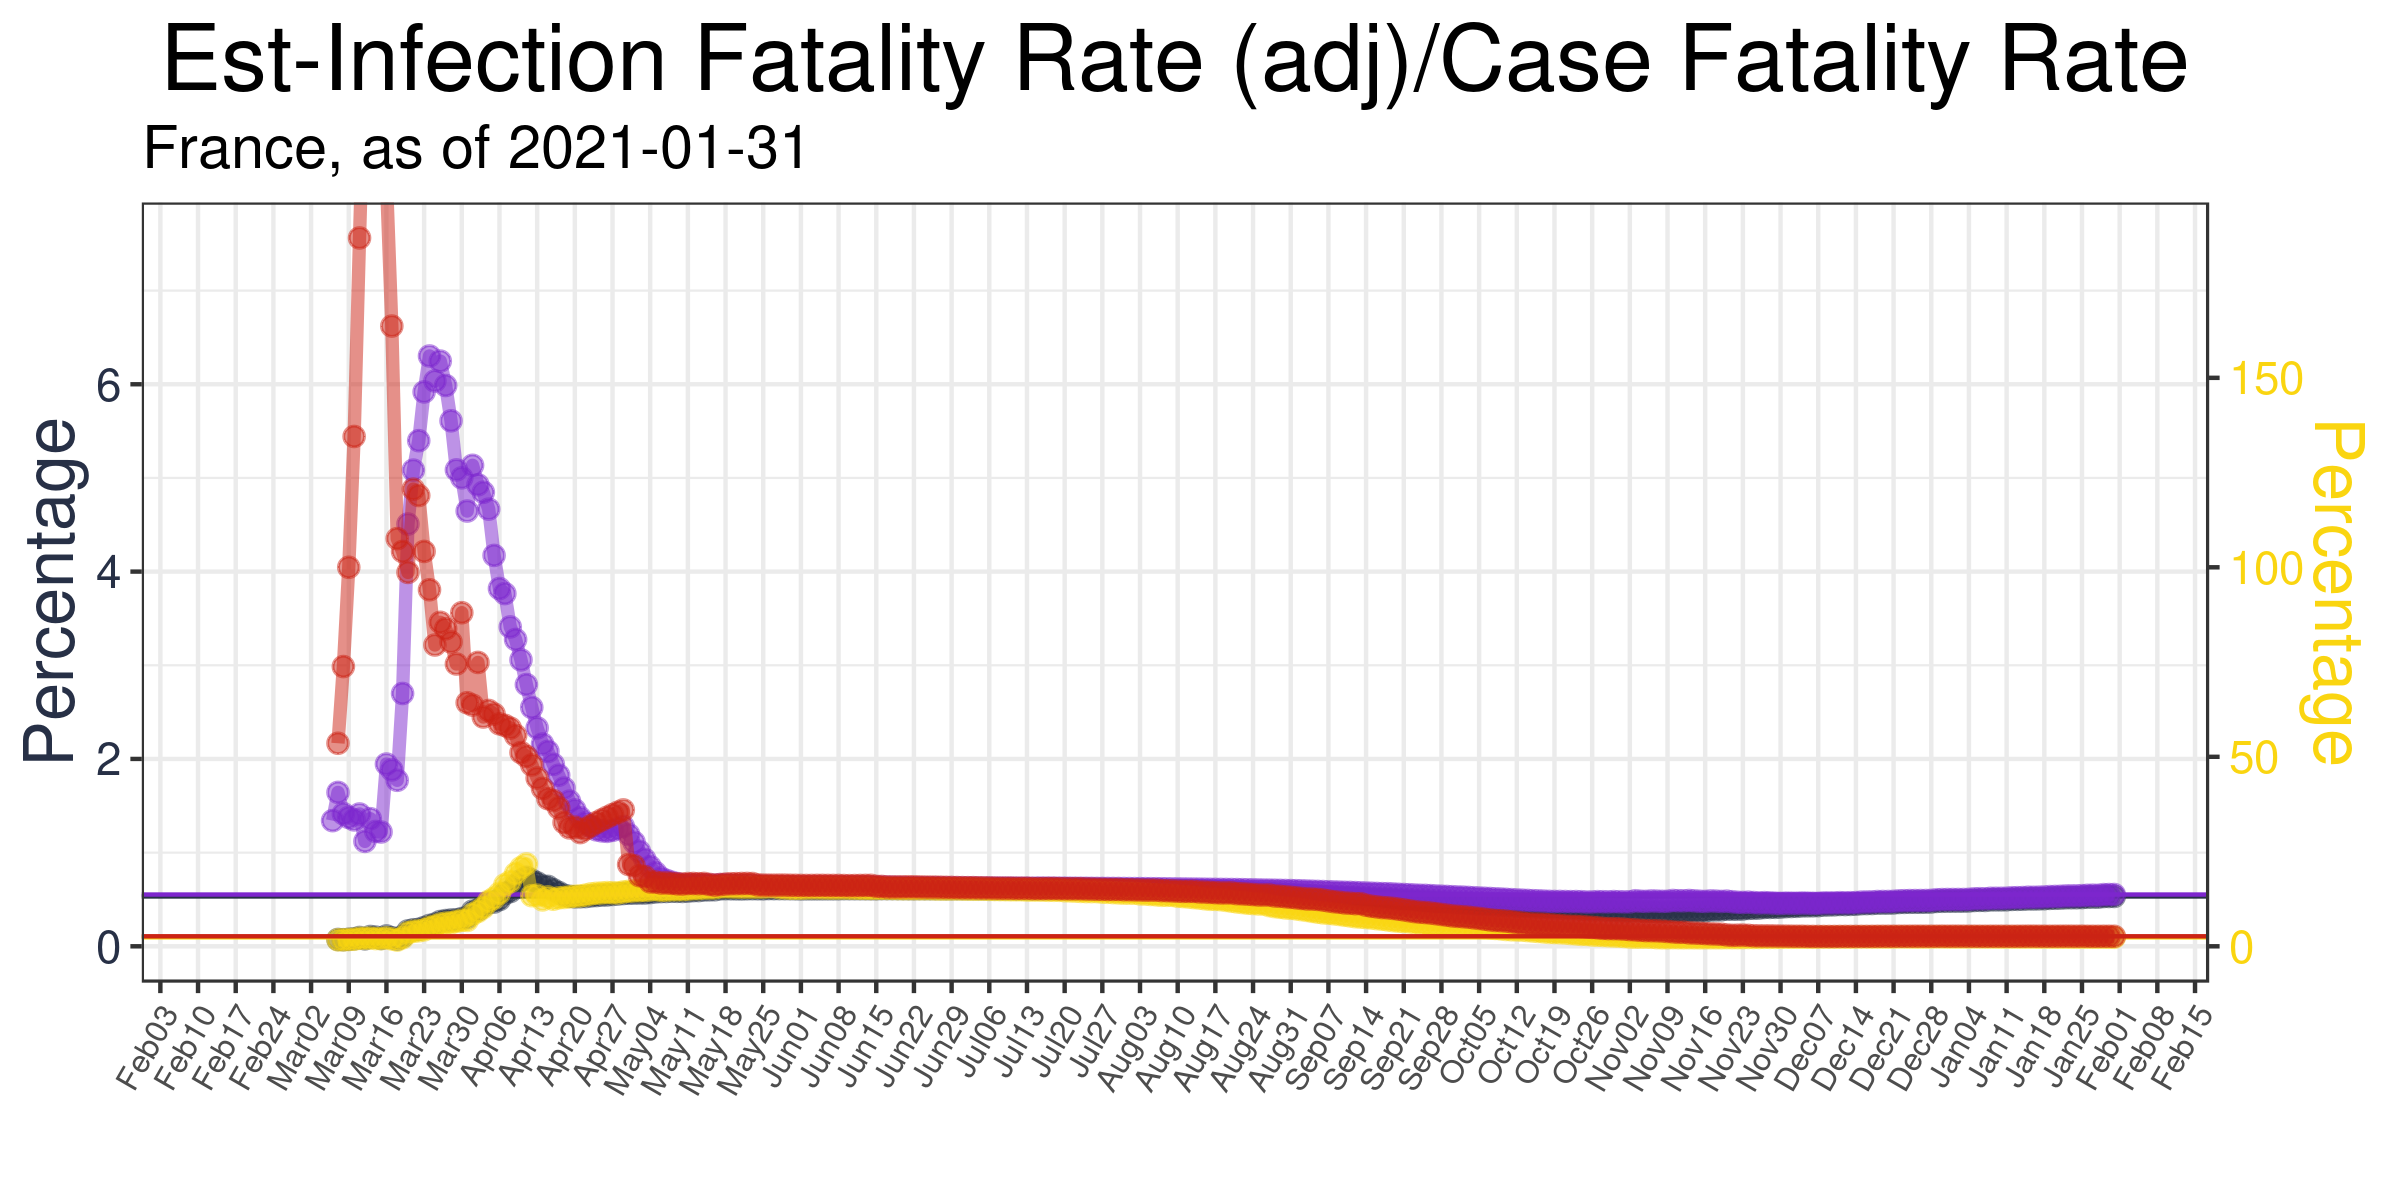 Est-Infection Fatality Rate (adj)/Case Fatality Rate
France, as of 2021-01-31
Percentage
6
4
2
0
150
100
50
0
Percentage
Feb03
Feb10
Feb17
Feb24
Mar02
Mar09
Mar16
Mar23
Mar30
Apr06
Apr13
Apr20
Apr27
May04
May11
May18
May25
Jun01
Jun08
Jun15
Jun22
Jun29
Jul06
Jul13
Jul20
Jul27
Aug03
Aug10
Aug17
Aug24
Aug31
Sep07
Sep14
Sep21
Sep28
Oct05
Oct12
Oct19
Oct26
Nov02
Nov09
Nov16
Nov23
Nov30
Dec07
Dec14
Dec21
Dec28
Jan04
Jan11
Jan18
Jan25
Feb01
Feb08
Feb15